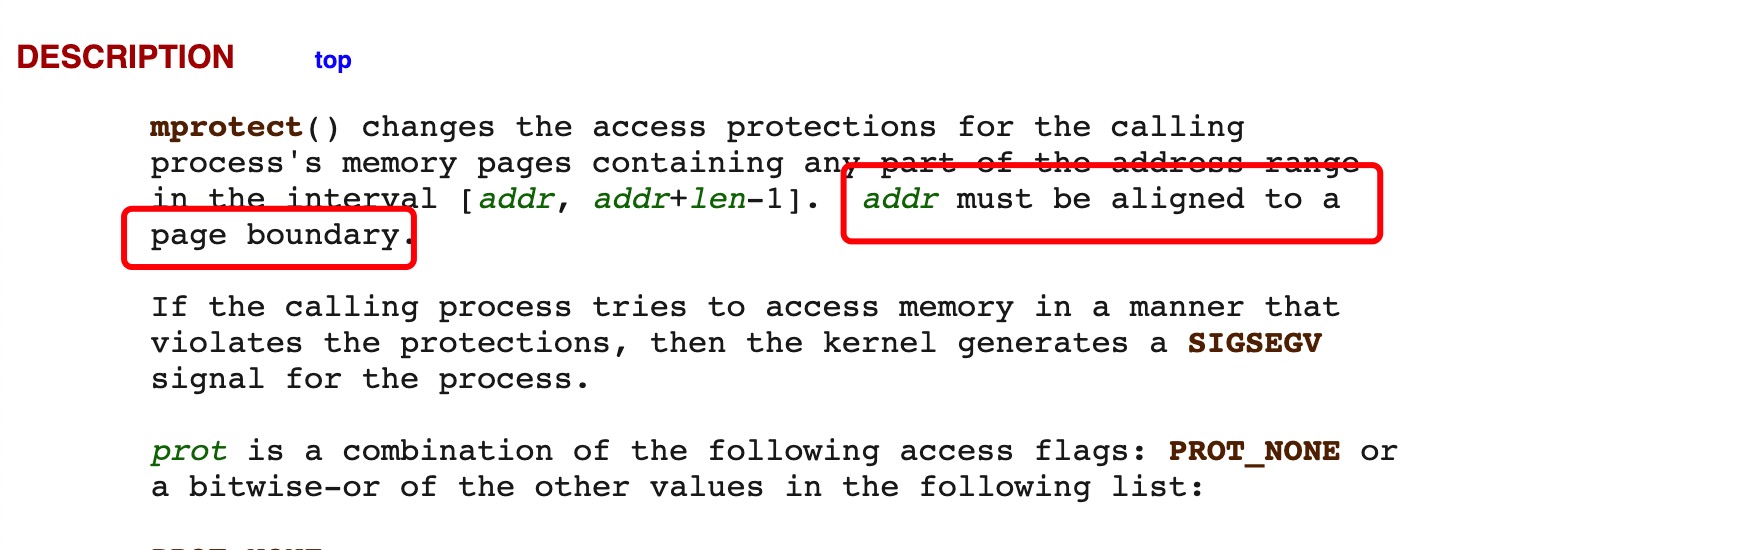 DESCRIPTION top
mprotect() changes the access protections for the calling
process's memory pages containing any part of the address range
in the interval [addr, addr+len-1]. addr must be aligned to a
page boundary.
If the calling process tries to access memory in a manner that
violates the protections, then the kernel generates a SIGSEGV
signal for the process.
prot is a combination of the following access flags: PROT_NONE or
a bitwise-or of the other values in the following list: